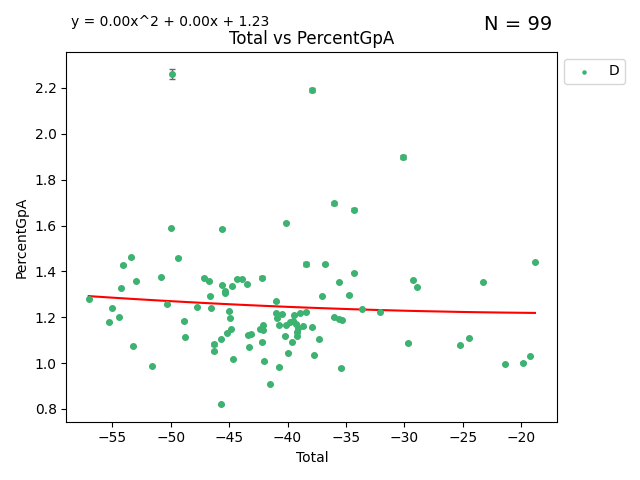 y = 0.00x^2 + 0.00x + 1.23
N = 99
Total vs PercentGpA
D
PercentGpA
2.2
2.0
1.8
1.6
1.4
1.2
1.0
0.8
−55 −50 −45 −40 −35 −30 −25 −20
Total